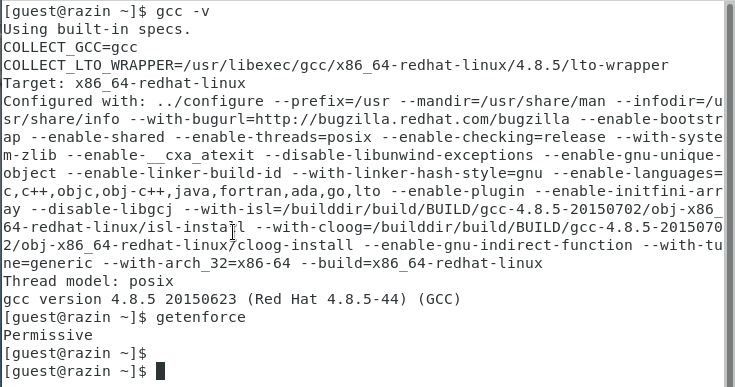 [guest@razin ~]$ gcc -v
Using built-in specs.
COLLECT_GCC=gcc
COLLECT_LTO_WRAPPER=/usr/libexec/gcc/x86_64-redhat-linux/4.8.5/lto-wrapper
Target: x86_64-redhat-linux
Configured with: ../configure --prefix=/usr --mandir=/usr/share/man --infodir=/u
sr/share/info --with-bugurl=http://bugzilla.redhat.com/bugzilla --enable-bootstr
ap --enable-shared --enable-threads=posix --enable-checking=release --with-syste
m-zlib --enable-__cxa_atexit --disable-libunwind-exceptions --enable-gnu-unique-
object --enable-linker-build-id --with-linker-hash-style=gnu --enable-languages=
c,c++,objc,obj-c++,java,fortran,ada,go,lto --enable-plugin --enable-initfini-arr
ay --disable-libgcj --with-isl=/builddir/build/BUILD/gcc-4.8.5-20150702/obj-x86_
64-redhat-linux/isl-install --with-cloog=/builddir/build/BUILD/gcc-4.8.5-2015070
2/obj-x86_64-redhat-linux/cloog-install --enable-gnu-indirect-function --with-tu
ne=generic --with-arch_32=x86-64 --build=x86_64-redhat-linux
Thread model: posix
gcc version 4.8.5 20150623 (Red Hat 4.8.5-44) (GCC)
[guest@razin ~]$ getenforce
Permissive
[guest@razin ~]$
[guest@razin ~]$